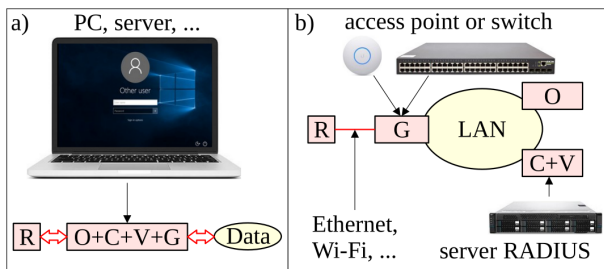 a)
PC, server, ...
Other user
R
O+C+V+G
Data
b)
access point or switch
R
G
LAN
O
C+V
Ethernet,
Wi-Fi, ...
server RADIUS